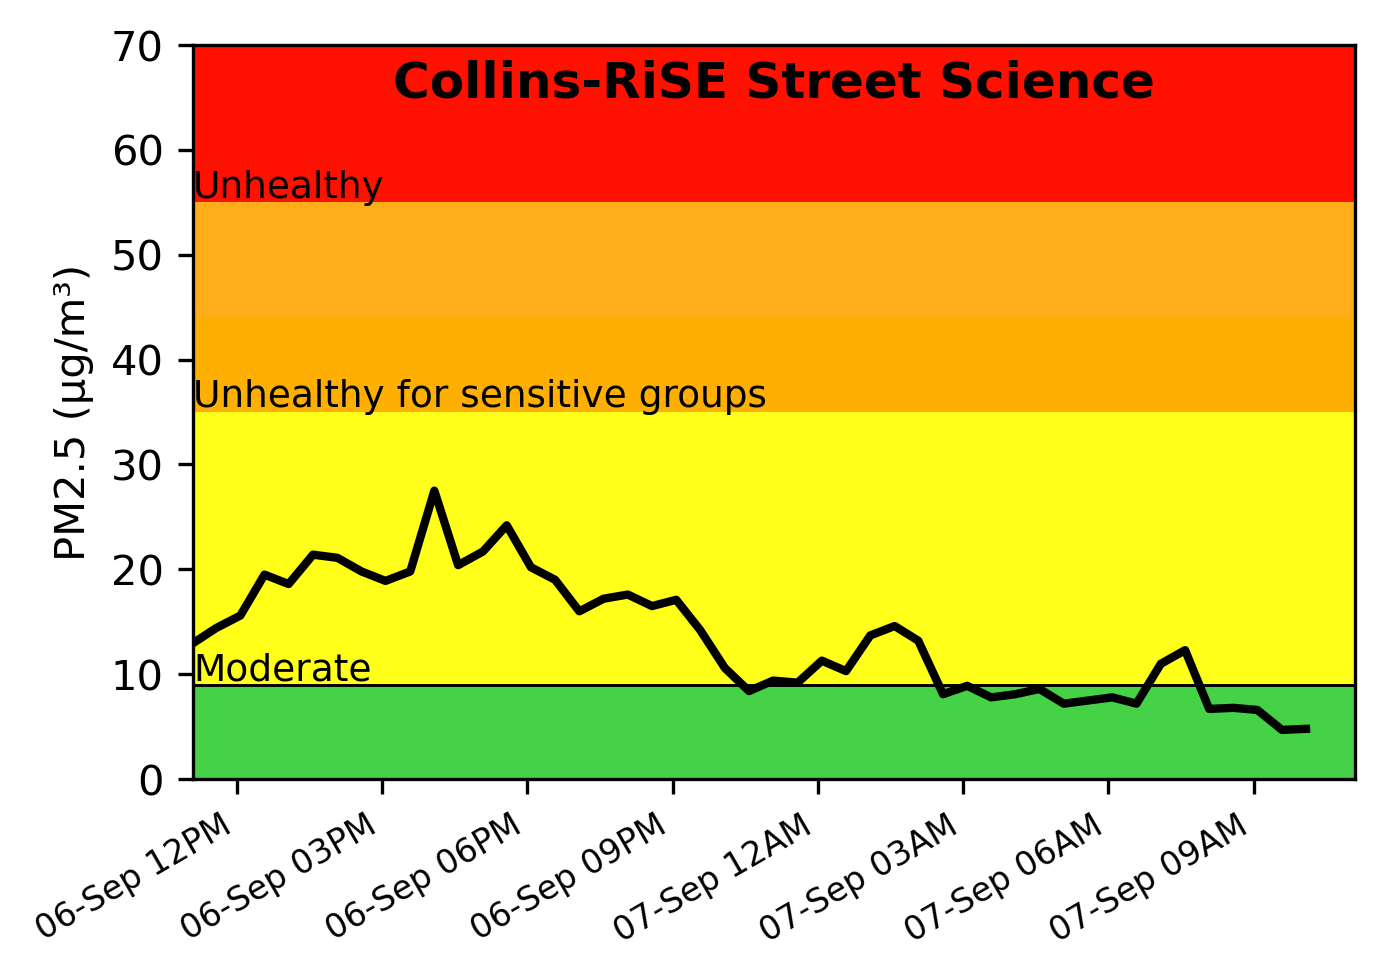 Collins-RiSE Street Science
70
60
Unhealthy
50
40
Unhealthy for sensitive groups
30
20
Moderate
10
0
PM2.5 (µg/m³)
06-Sep 12PM
06-Sep 03PM
06-Sep 06PM
06-Sep 09PM
07-Sep 12AM
07-Sep 03AM
07-Sep 06AM
07-Sep 09AM